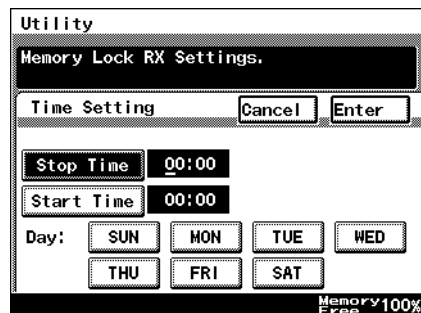 Utility
Memory Lock RX Settings.
Time Setting Cancel Enter
Stop Time 00:00
Start Time 00:00
Day: SUN MON TUE WED
THU FRI SAT
Memory Free 100%